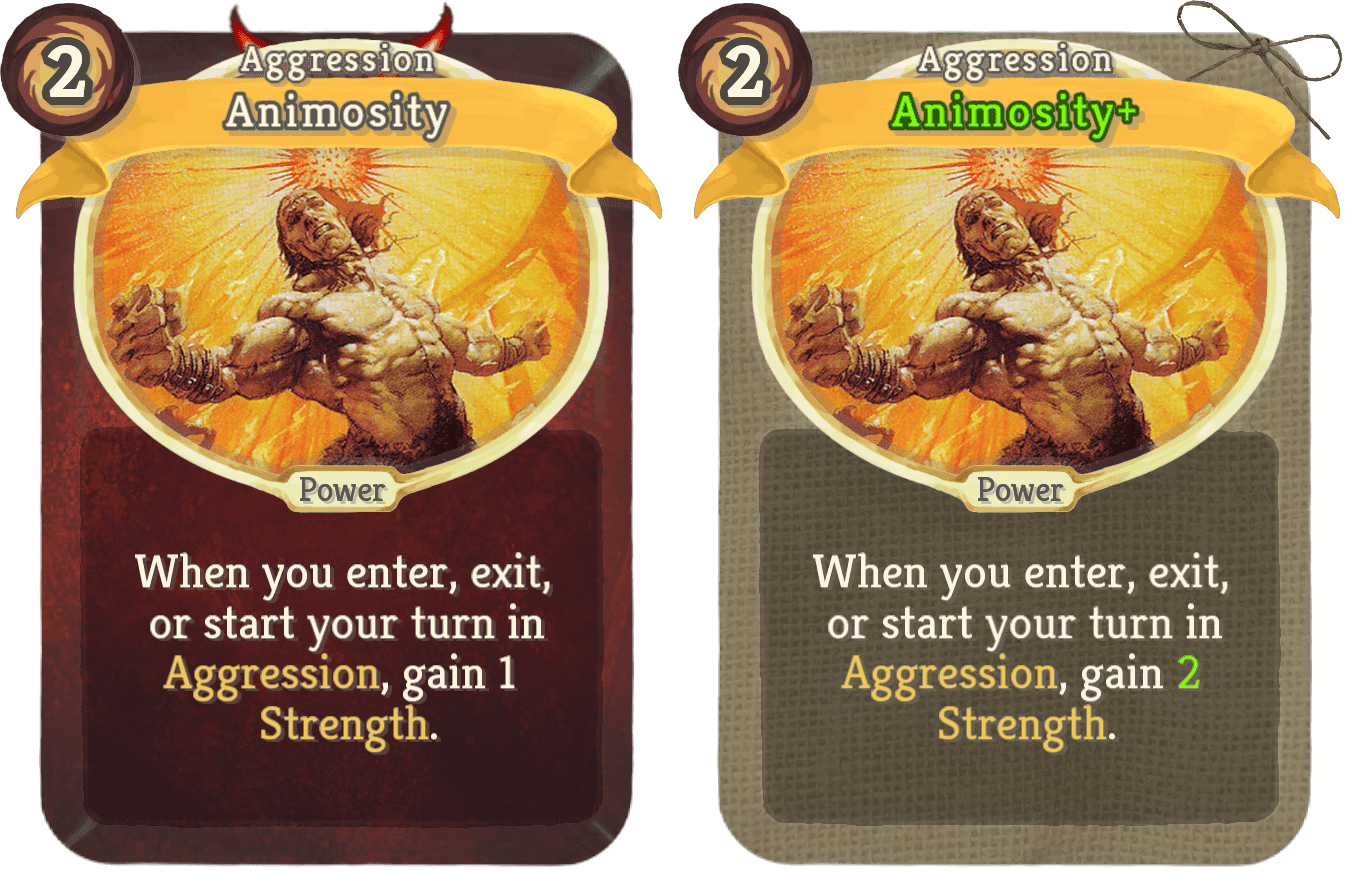 2
Aggression
Animosity
Power
When you enter, exit,
or start your turn in
Aggression, gain 1
Strength.
2
Aggression
Animosity+
Power
When you enter, exit,
or start your turn in
Aggression, gain 2
Strength.